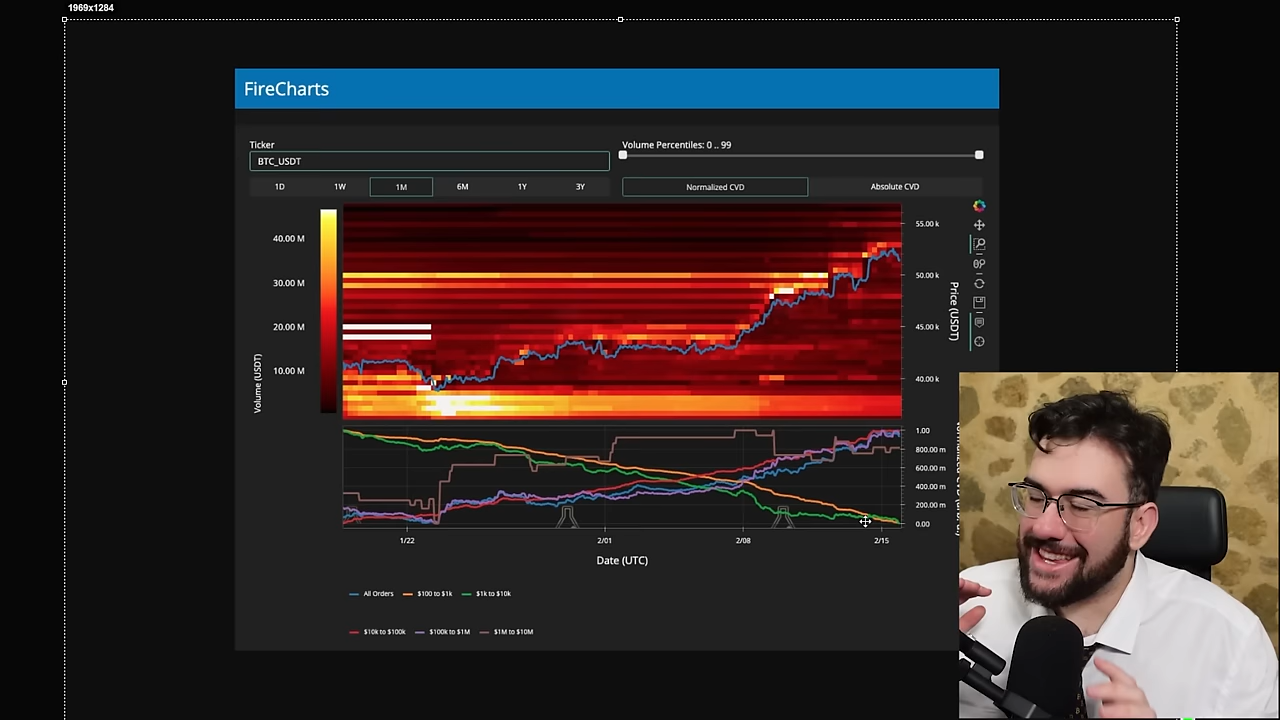 1969x1284
FireCharts
Ticker
Volume Percentiles: 0 .. 99
BTC_USDT
1D 1W 1M 6M 1Y 3Y Normalized CVD Absolute CVD
40.00 M
30.00 M
20.00 M
10.00 M
Volume (USDT)
55.00 k
50.00 k
45.00 k
40.00 k
Price (USDT)
1.00
800.00 m
600.00 m
400.00 m
200.00 m
0.00
1/22 2/01 2/08 2/15
Date (UTC)
All Orders $100 to $1k $1k to $10k
$10k to $100k $100k to $1M $1M to $10M